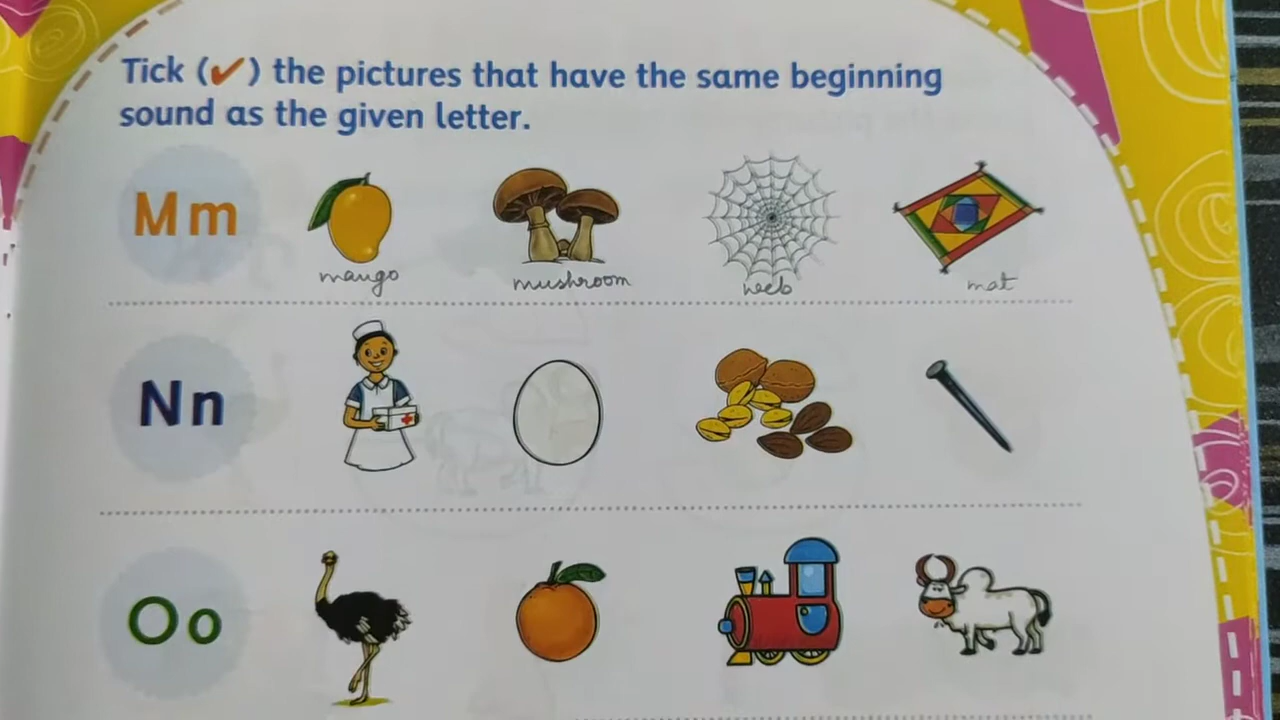 Tick (✓) the pictures that have the same beginning
sound as the given letter.
Mm
mango mushroom web mat
Nn
Oo